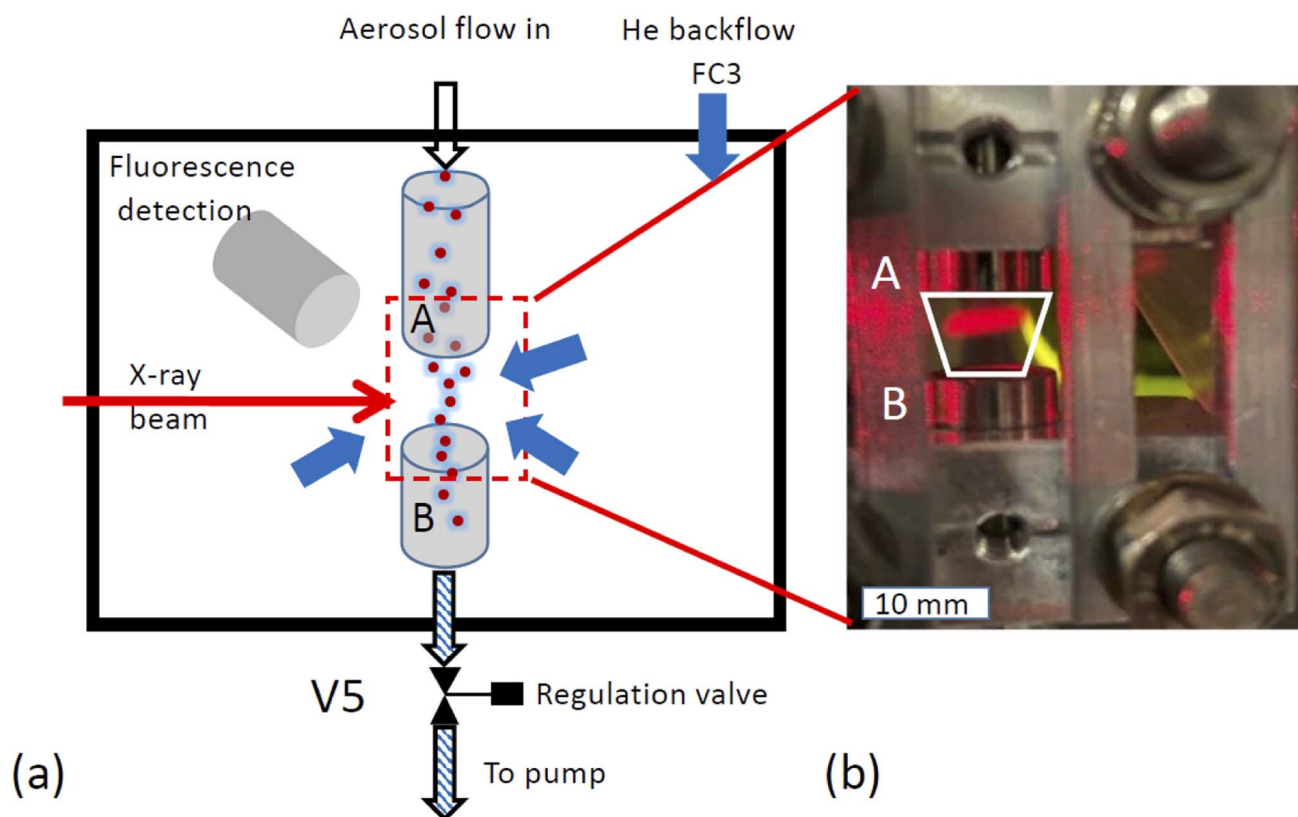 Aerosol flow in
He backflow
FC3
Fluorescence
detection
A
X-ray
beam
B
V5
Regulation valve
To pump
(a)
A
B
10 mm
(b)